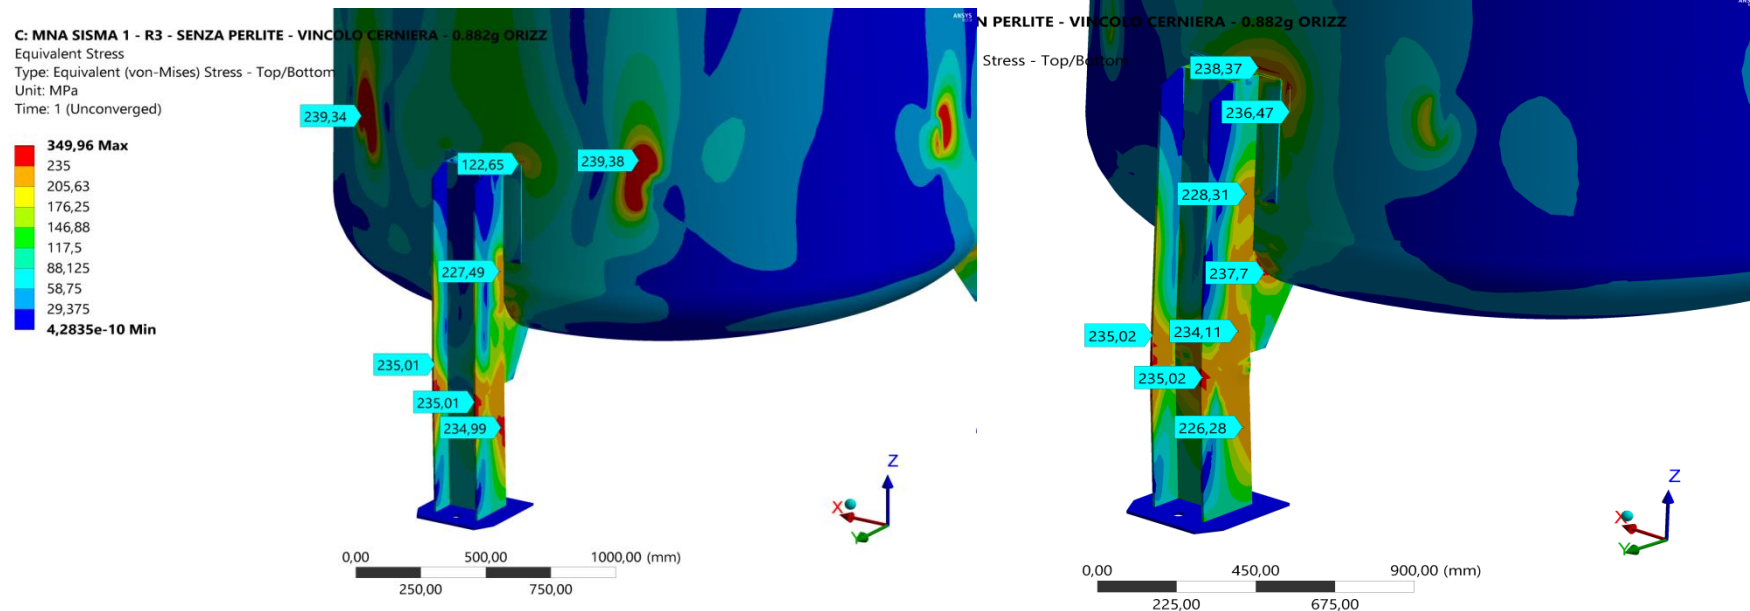 C: MNA SISMA 1 - R3 - SENZA PERLITE - VINCOLO CERNIERA - 0.882g ORIZZ
Equivalent Stress
Type: Equivalent (von-Mises) Stress - Top/Bottom
Unit: MPa
Time: 1 (Unconverged)
349,96 Max
235
205,63
176,25
146,88
117,5
88,125
58,75
29,375
4,2835e-10 Min
ANSYS
239,34
122,65
239,38
227,49
235,01
235,01
234,99
Z
X
Y
0,00
500,00
1000,00 (mm)
250,00
750,00
N PERLITE - VINCOLO CERNIERA - 0.882g ORIZZ
Stress - Top/Bottom
238,37
236,47
228,31
237,7
235,02
234,11
235,02
226,28
Z
X
Y
0,00
450,00
900,00 (mm)
225,00
675,00